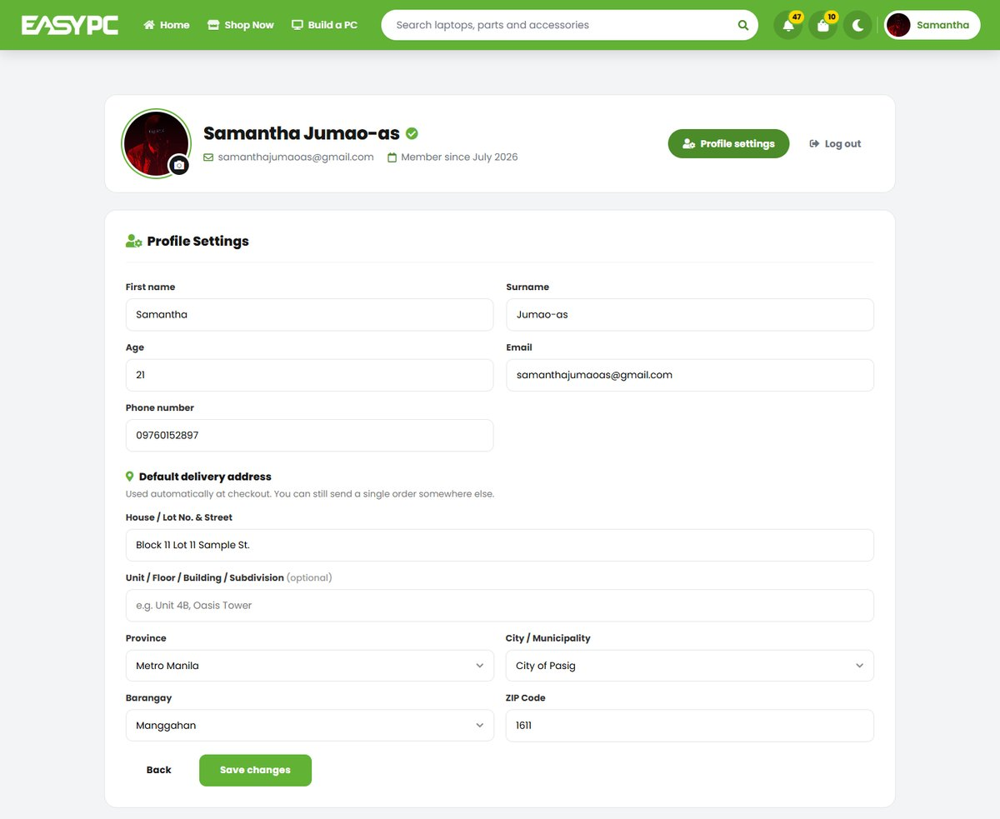 EASYPC Home Shop Now Build a PC Search laptops, parts and accessories 47 10 Samantha
Samantha Jumao-as
samanthajumaoas@gmail.com Member since July 2026
Profile settings Log out
Profile Settings
First name Surname
Samantha Jumao-as
Age Email
21 samanthajumaoas@gmail.com
Phone number
09760152897
Default delivery address
Used automatically at checkout. You can still send a single order somewhere else.
House / Lot No. & Street
Block 11 Lot 11 Sample St.
Unit / Floor / Building / Subdivision (optional)
e.g. Unit 4B, Oasis Tower
Province City / Municipality
Metro Manila City of Pasig
Barangay ZIP Code
Manggahan 1611
Back Save changes